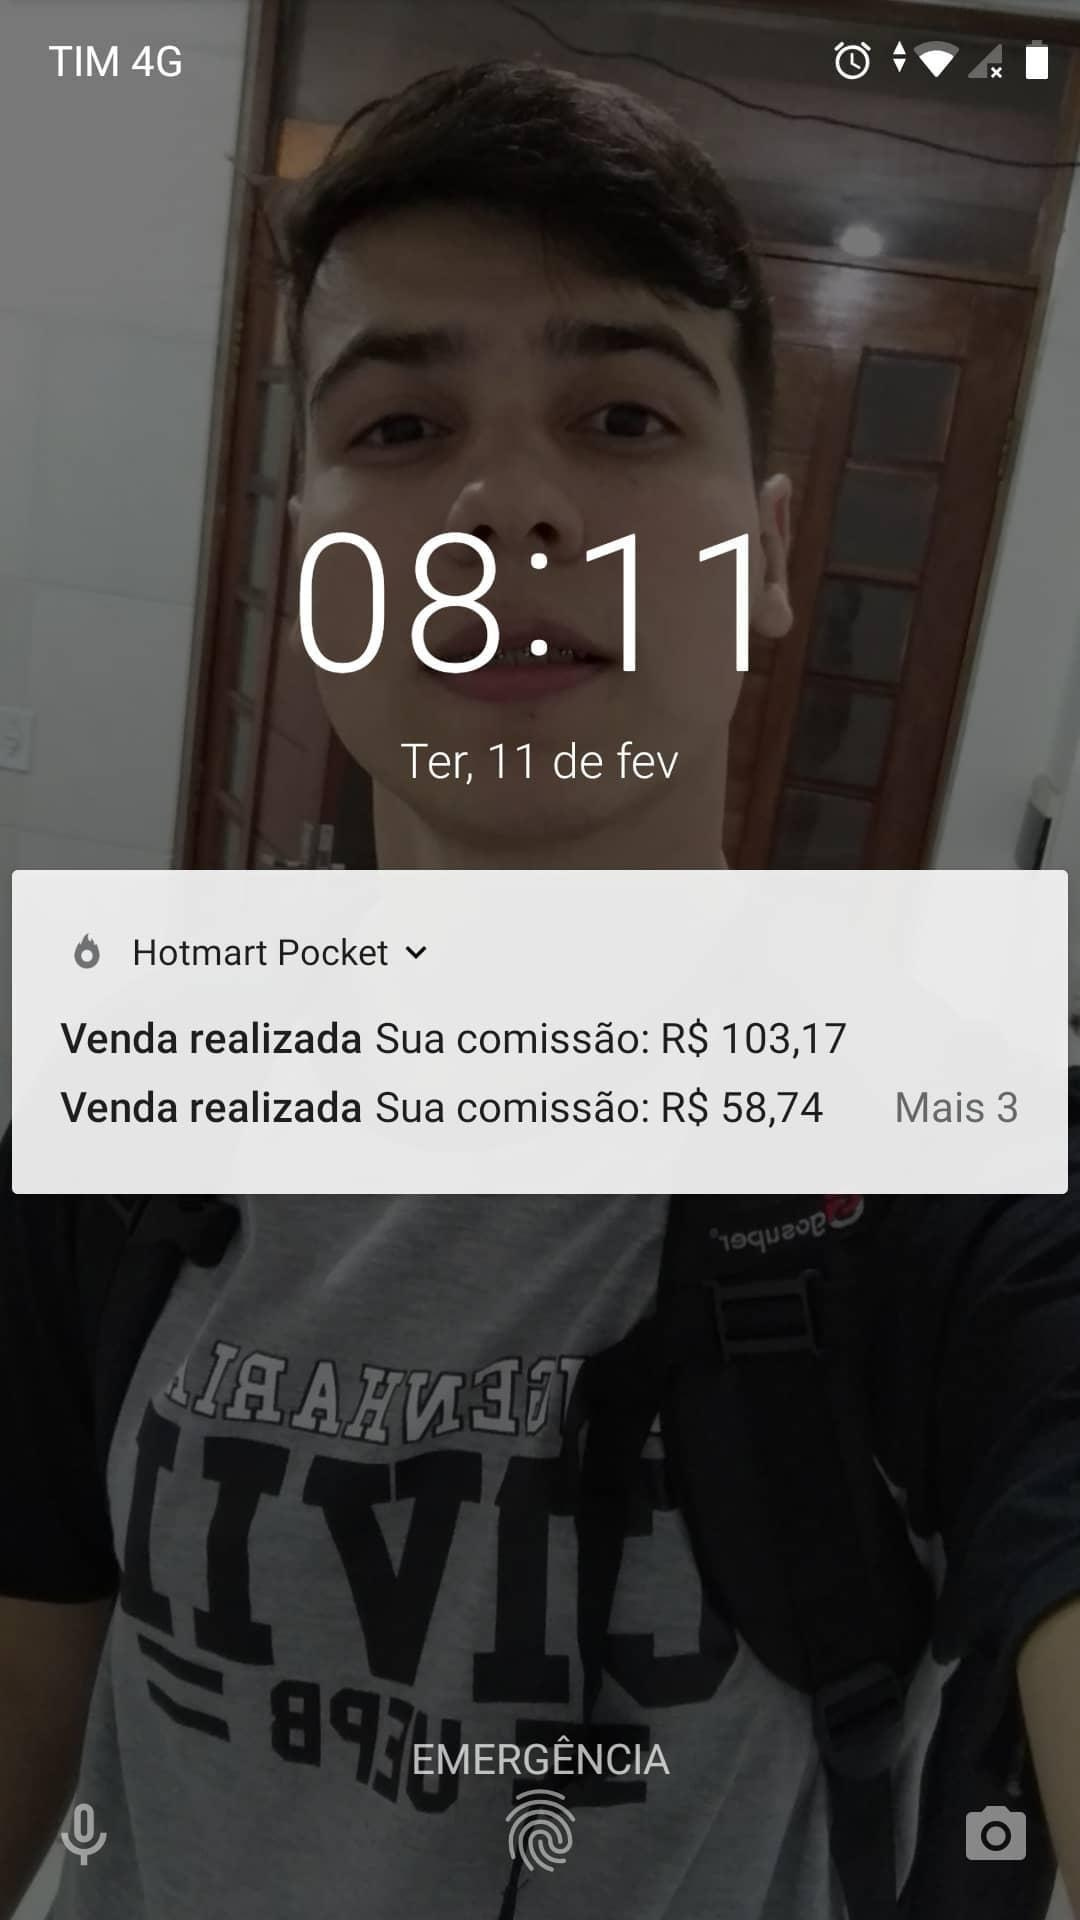 TIM 4G
08:11
Ter, 11 de fev
Hotmart Pocket
Venda realizada Sua comissão: R$ 103,17
Venda realizada Sua comissão: R$ 58,74 Mais 3
gosuper
GENHARIA
CIVIL
UEPB
EMERGÊNCIA